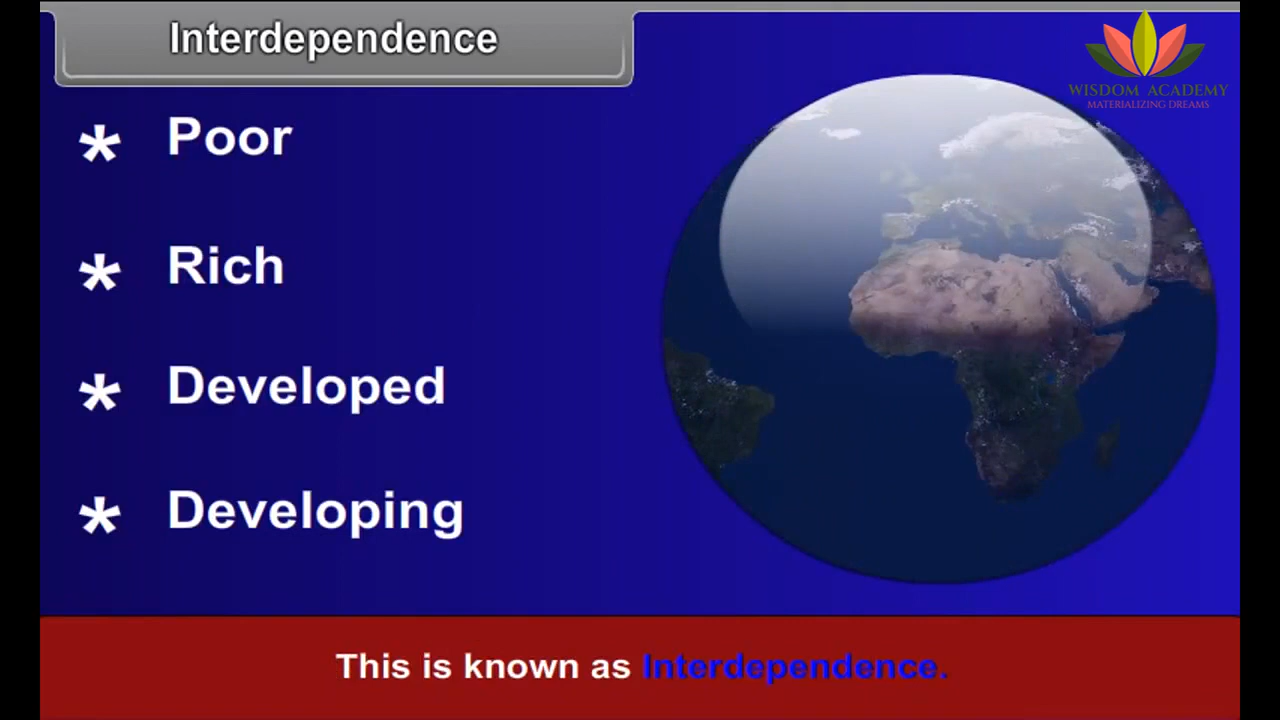 Interdependence
WISDOM ACADEMY
MATERIALIZING DREAMS
* Poor
* Rich
* Developed
* Developing
This is known as Interdependence.